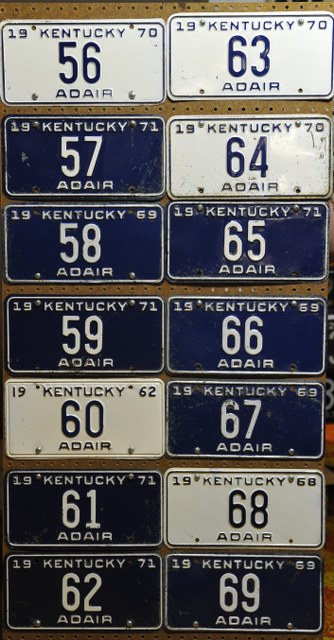 19 KENTUCKY 70
56
ADAIR
19 KENTUCKY 71
57
ADAIR
19 KENTUCKY 69
58
ADAIR
19 KENTUCKY 71
59
ADAIR
19 KENTUCKY 62
60
ADAIR
19 KENTUCKY 71
61
ADAIR
19 KENTUCKY 71
62
ADAIR
19 KENTUCKY 70
63
ADAIR
19 KENTUCKY 70
64
ADAIR
19 KENTUCKY 71
65
ADAIR
19 KENTUCKY 69
66
ADAIR
19 KENTUCKY 69
67
ADAIR
19 KENTUCKY 68
68
ADAIR
19 KENTUCKY 69
69
ADAIR